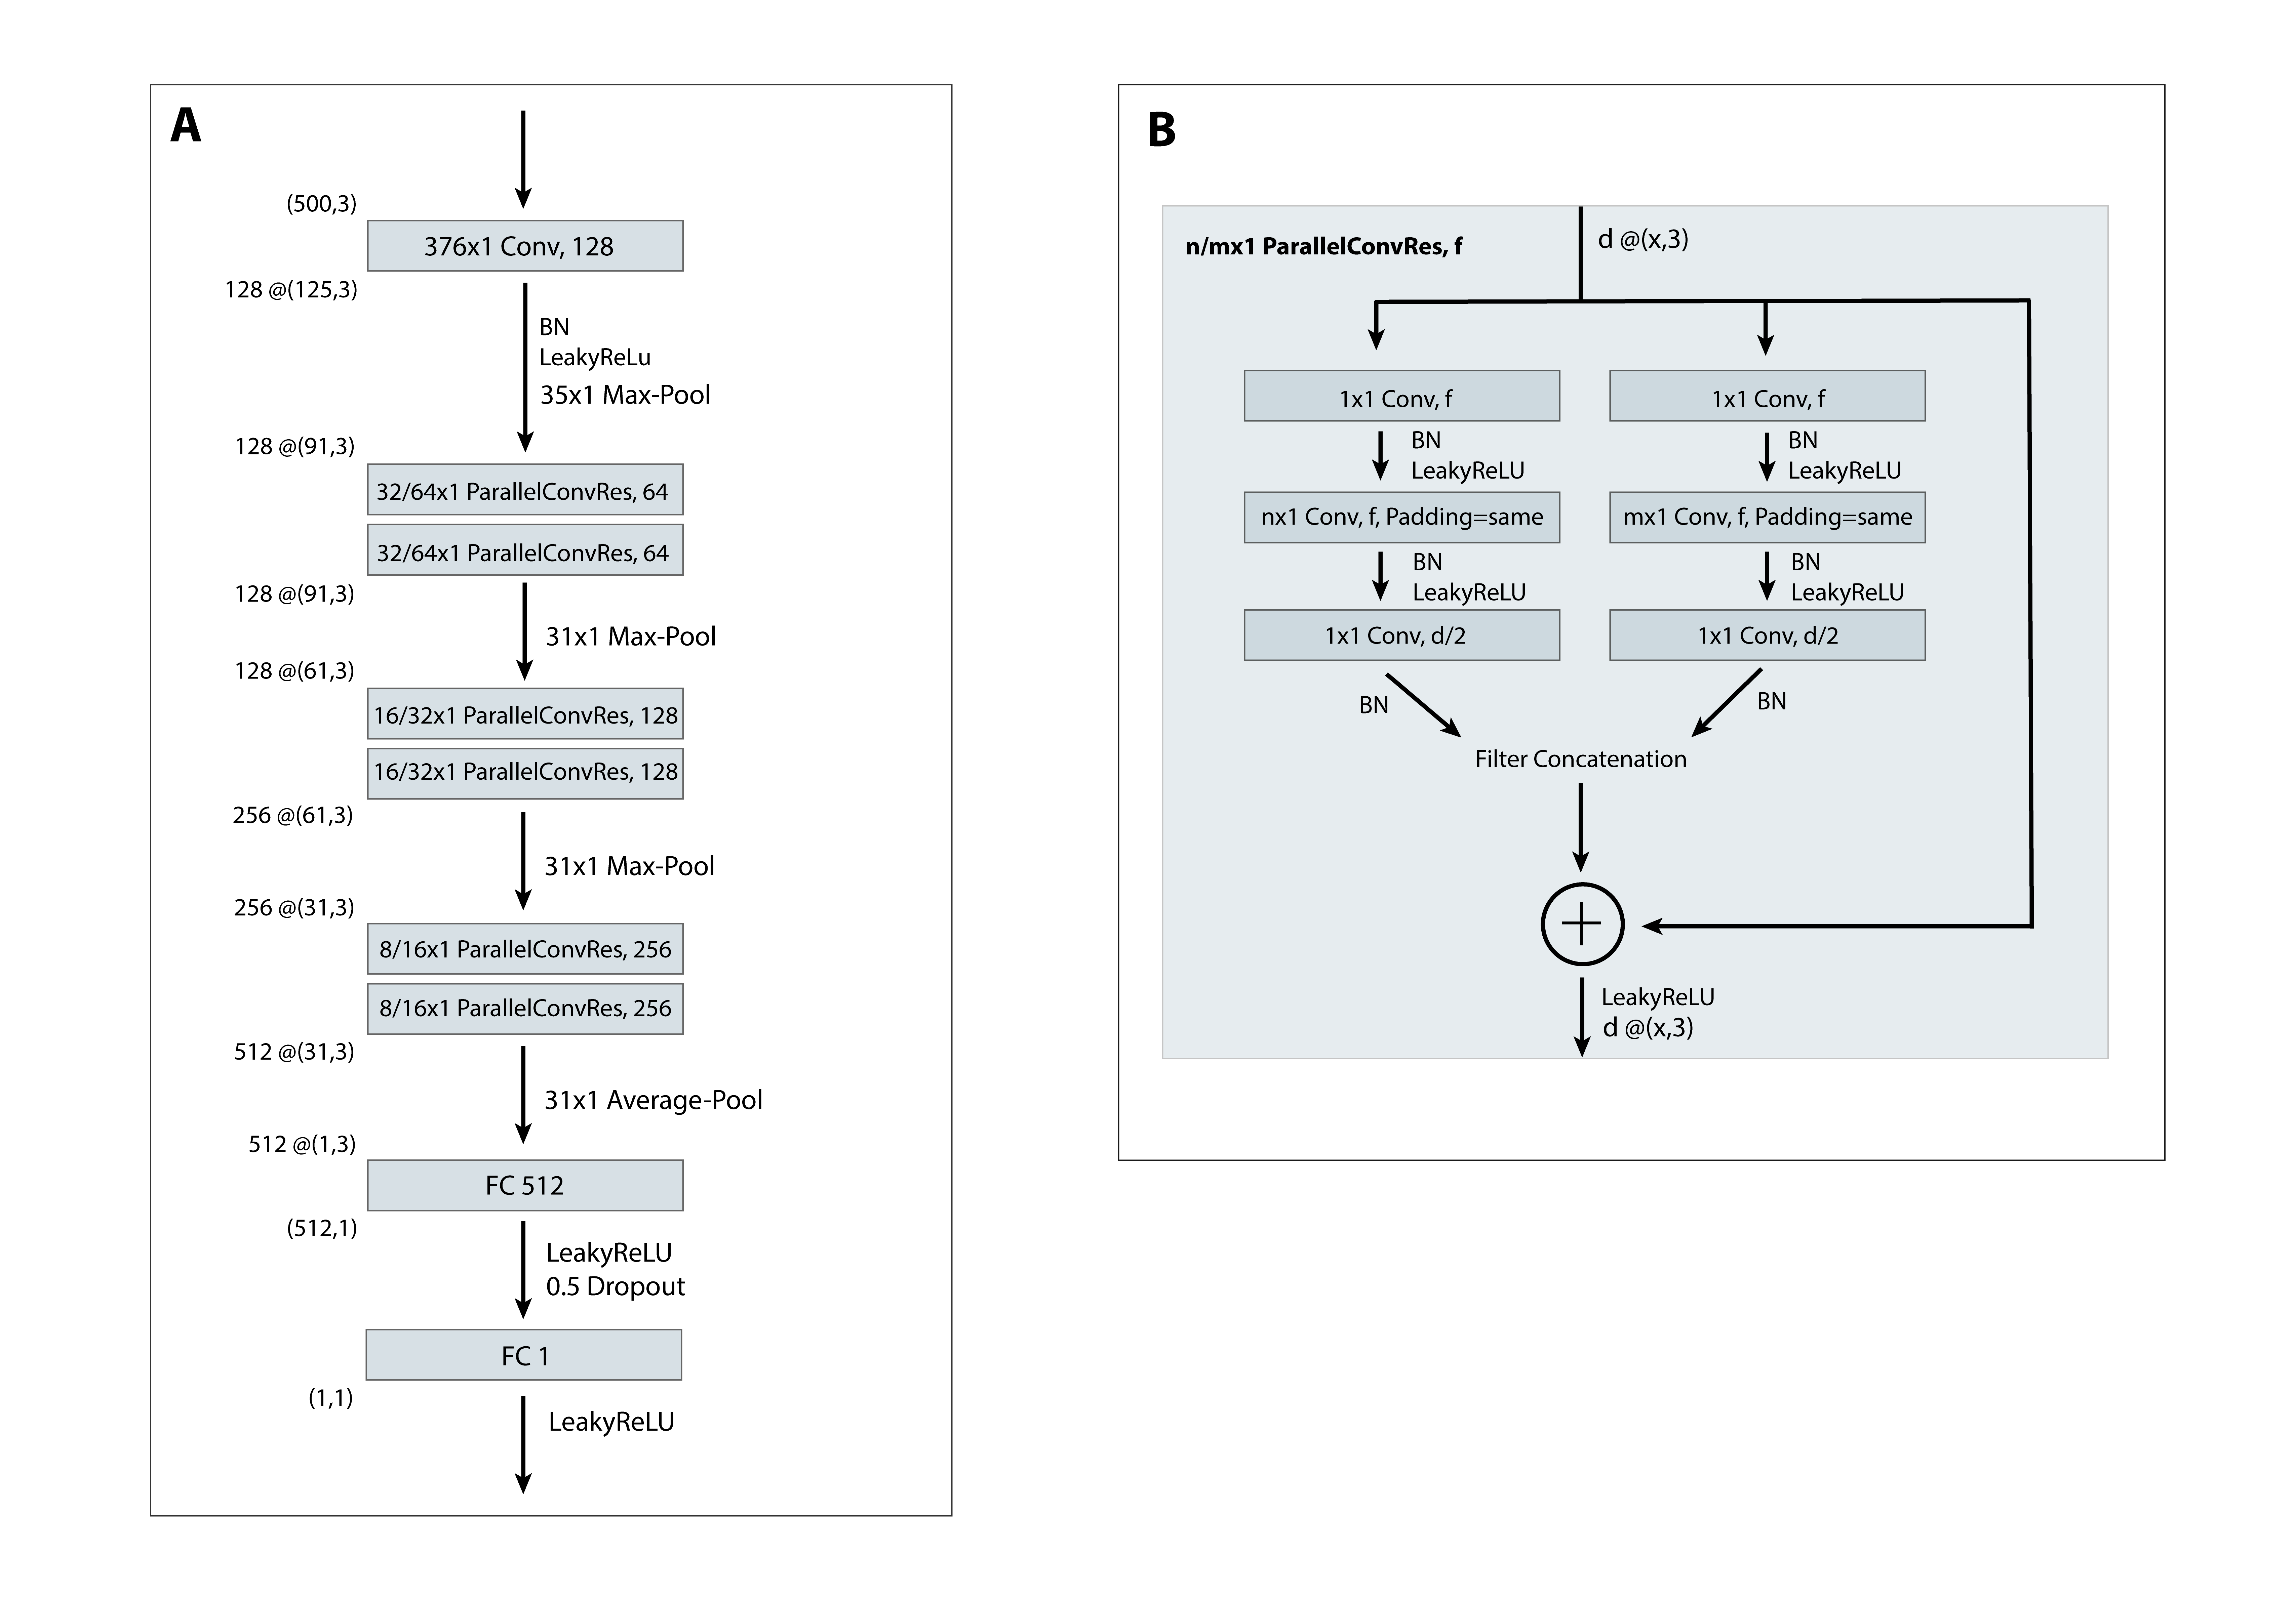 A
(500,3)
376x1 Conv, 128
128 @(125,3)
BN
LeakyReLu
35x1 Max-Pool
128 @(91,3)
32/64x1 ParallelConvRes, 64
32/64x1 ParallelConvRes, 64
128 @(91,3)
31x1 Max-Pool
128 @(61,3)
16/32x1 ParallelConvRes, 128
16/32x1 ParallelConvRes, 128
256 @(61,3)
31x1 Max-Pool
256 @(31,3)
8/16x1 ParallelConvRes, 256
8/16x1 ParallelConvRes, 256
512 @(31,3)
31x1 Average-Pool
512 @(1,3)
FC 512
(512,1)
LeakyReLU
0.5 Dropout
FC 1
(1,1)
LeakyReLU
B
n/mx1 ParallelConvRes, f
d @(x,3)
1x1 Conv, f
1x1 Conv, f
BN
LeakyReLU
BN
LeakyReLU
nx1 Conv, f, Padding=same
mx1 Conv, f, Padding=same
BN
LeakyReLU
BN
LeakyReLU
1x1 Conv, d/2
1x1 Conv, d/2
BN
BN
Filter Concatenation
LeakyReLU
d @(x,3)